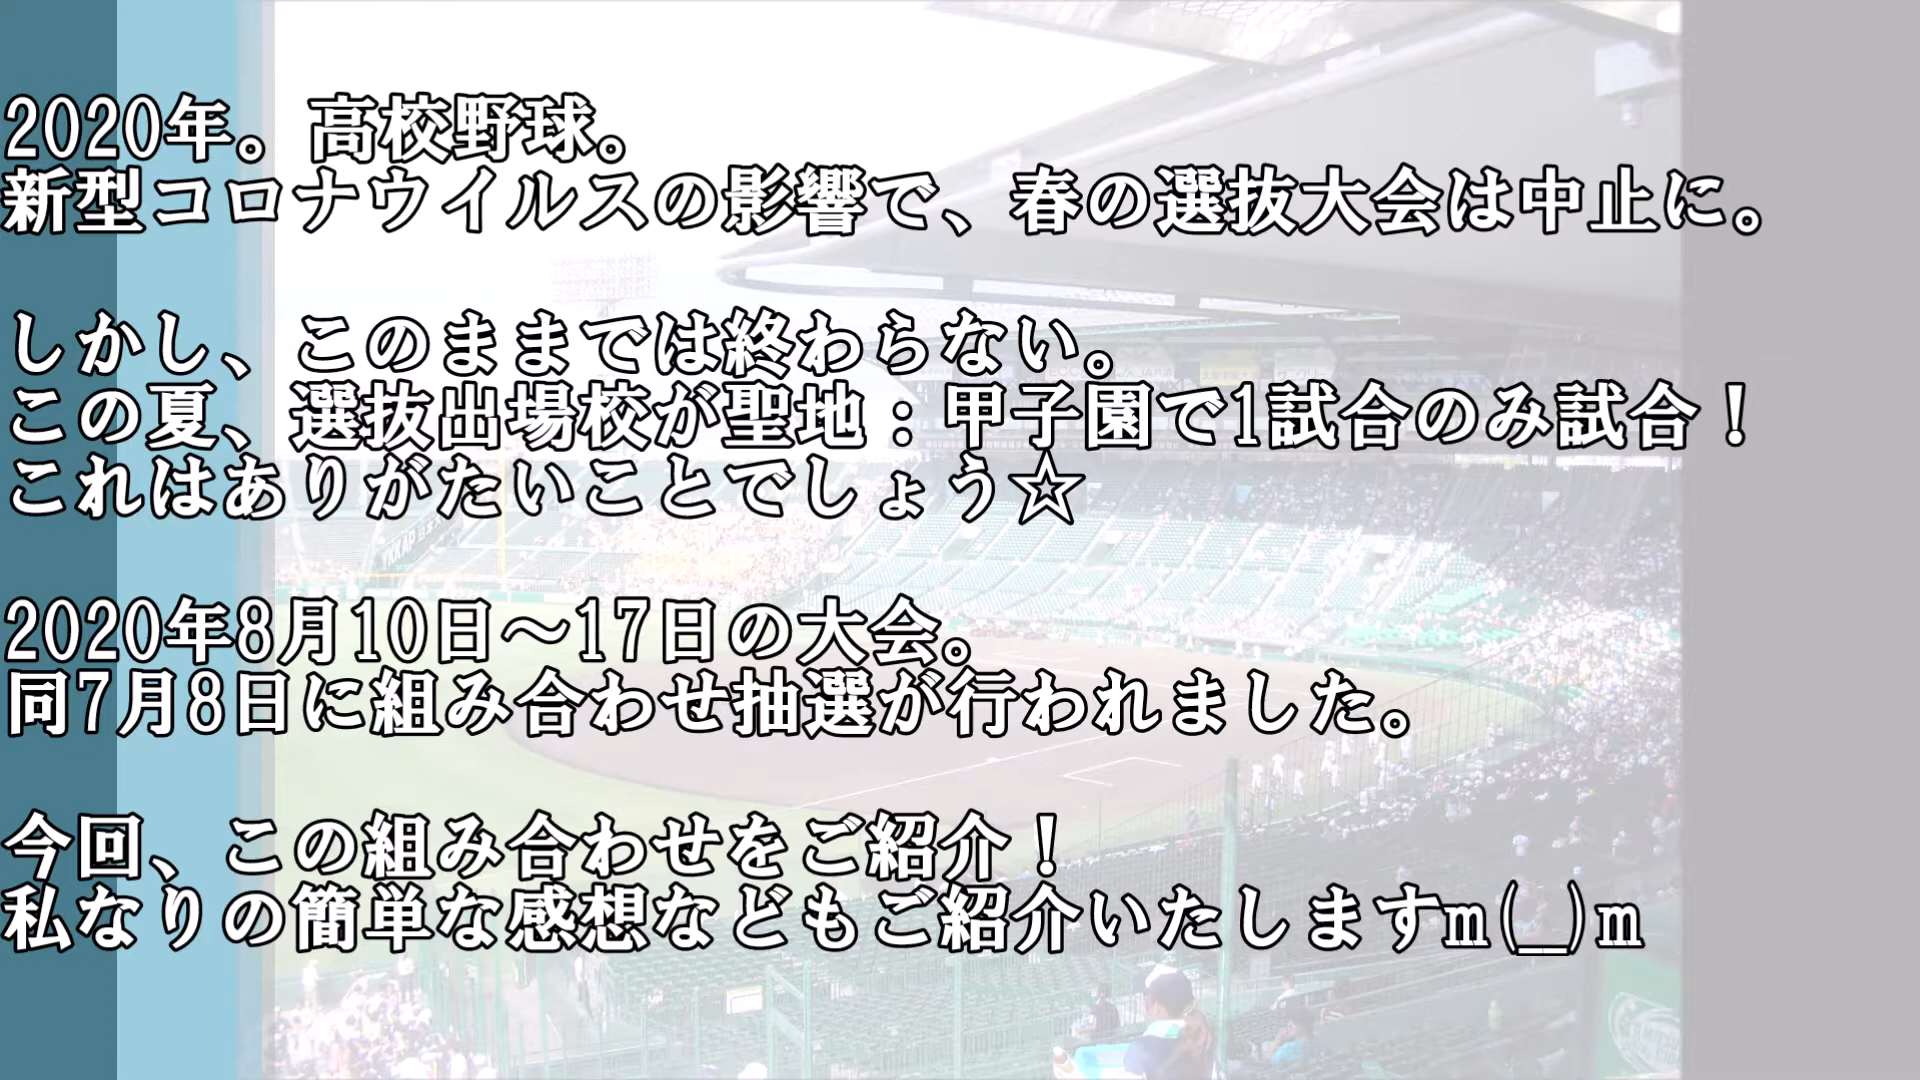 2020年。高校野球。
新型コロナウイルスの影響で、春の選抜大会は中止に。
しかし、このままでは終わらない。
この夏、選抜出場校が聖地：甲子園で1試合のみ試合！
これはありがたいことでしょう☆
2020年8月10日～17日の大会。
同7月8日に組み合わせ抽選が行われました。
今回、この組み合わせをご紹介！
私なりの簡単な感想などもご紹介いたしますm(__)m
YKKAP